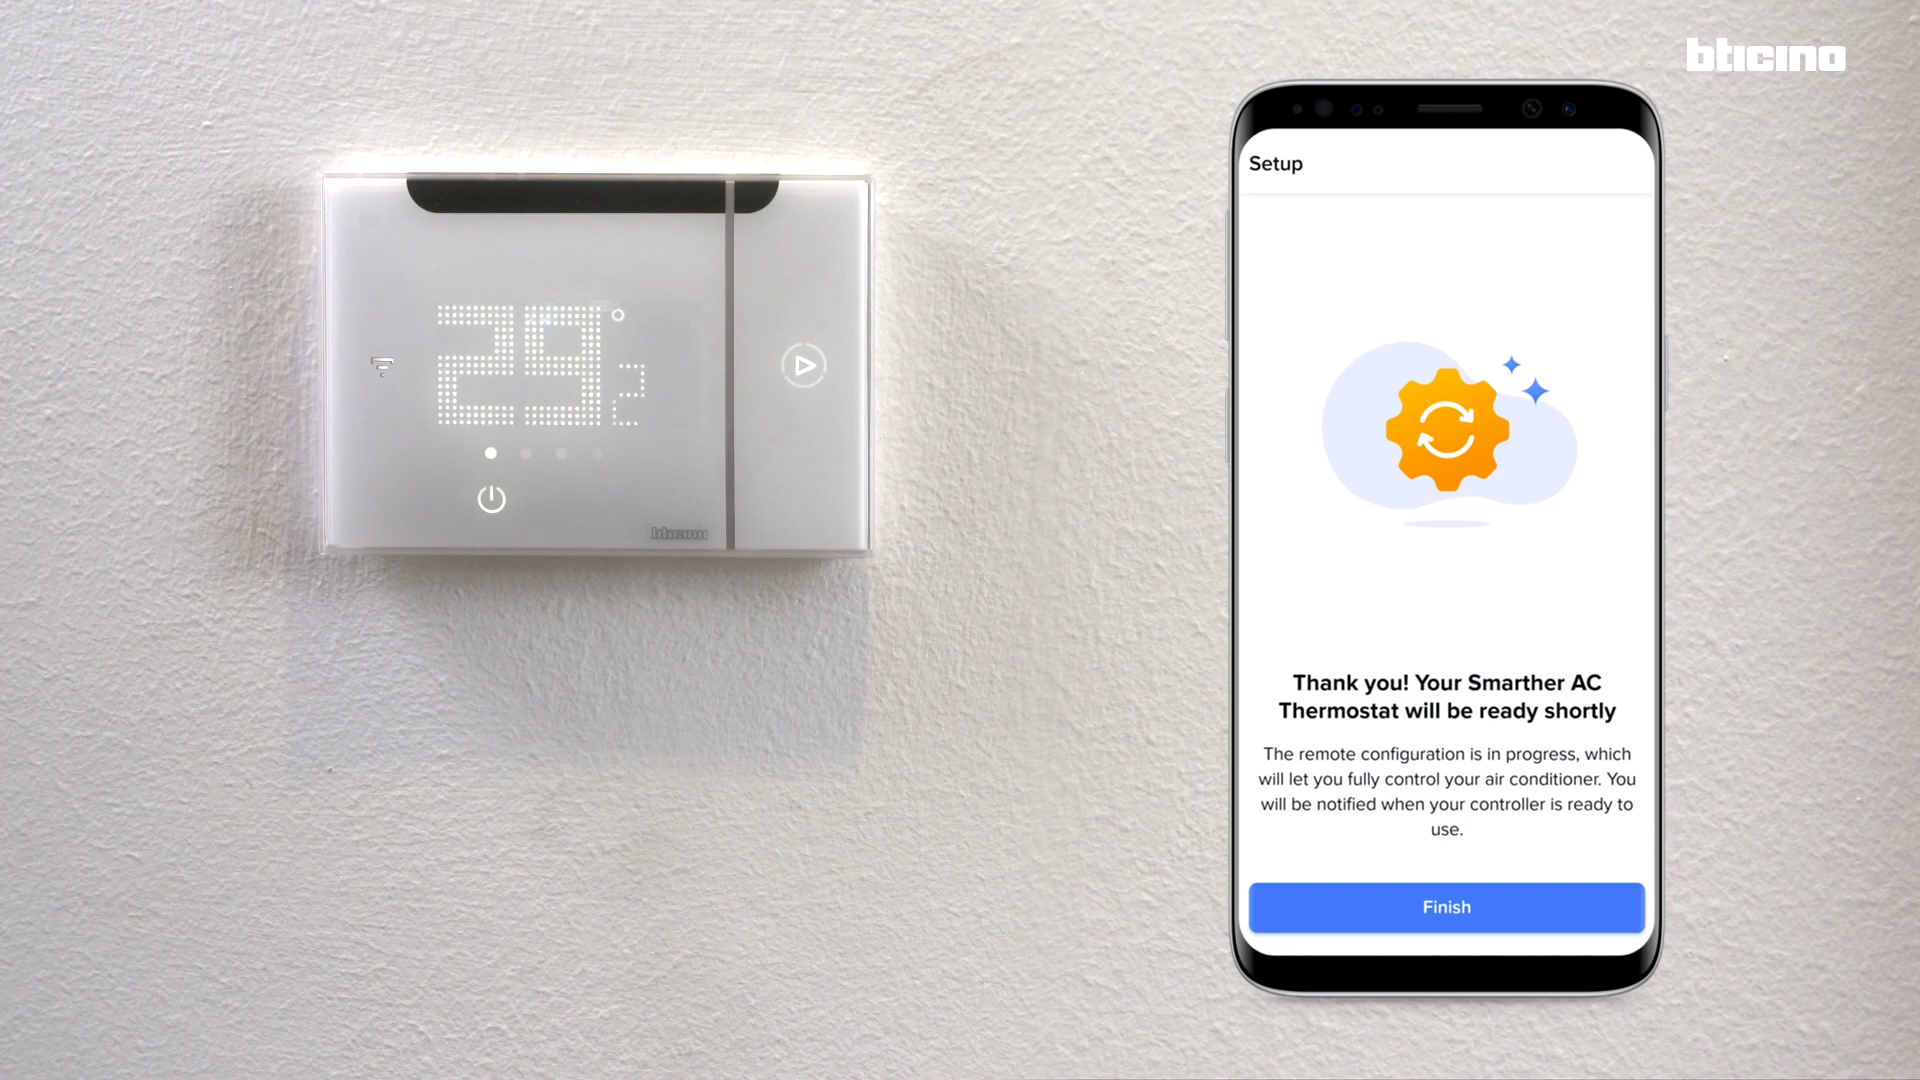 bticino
29°2
bticino
Setup
Thank you! Your Smarther AC
Thermostat will be ready shortly
The remote configuration is in progress, which
will let you fully control your air conditioner. You
will be notified when your controller is ready to
use.
Finish